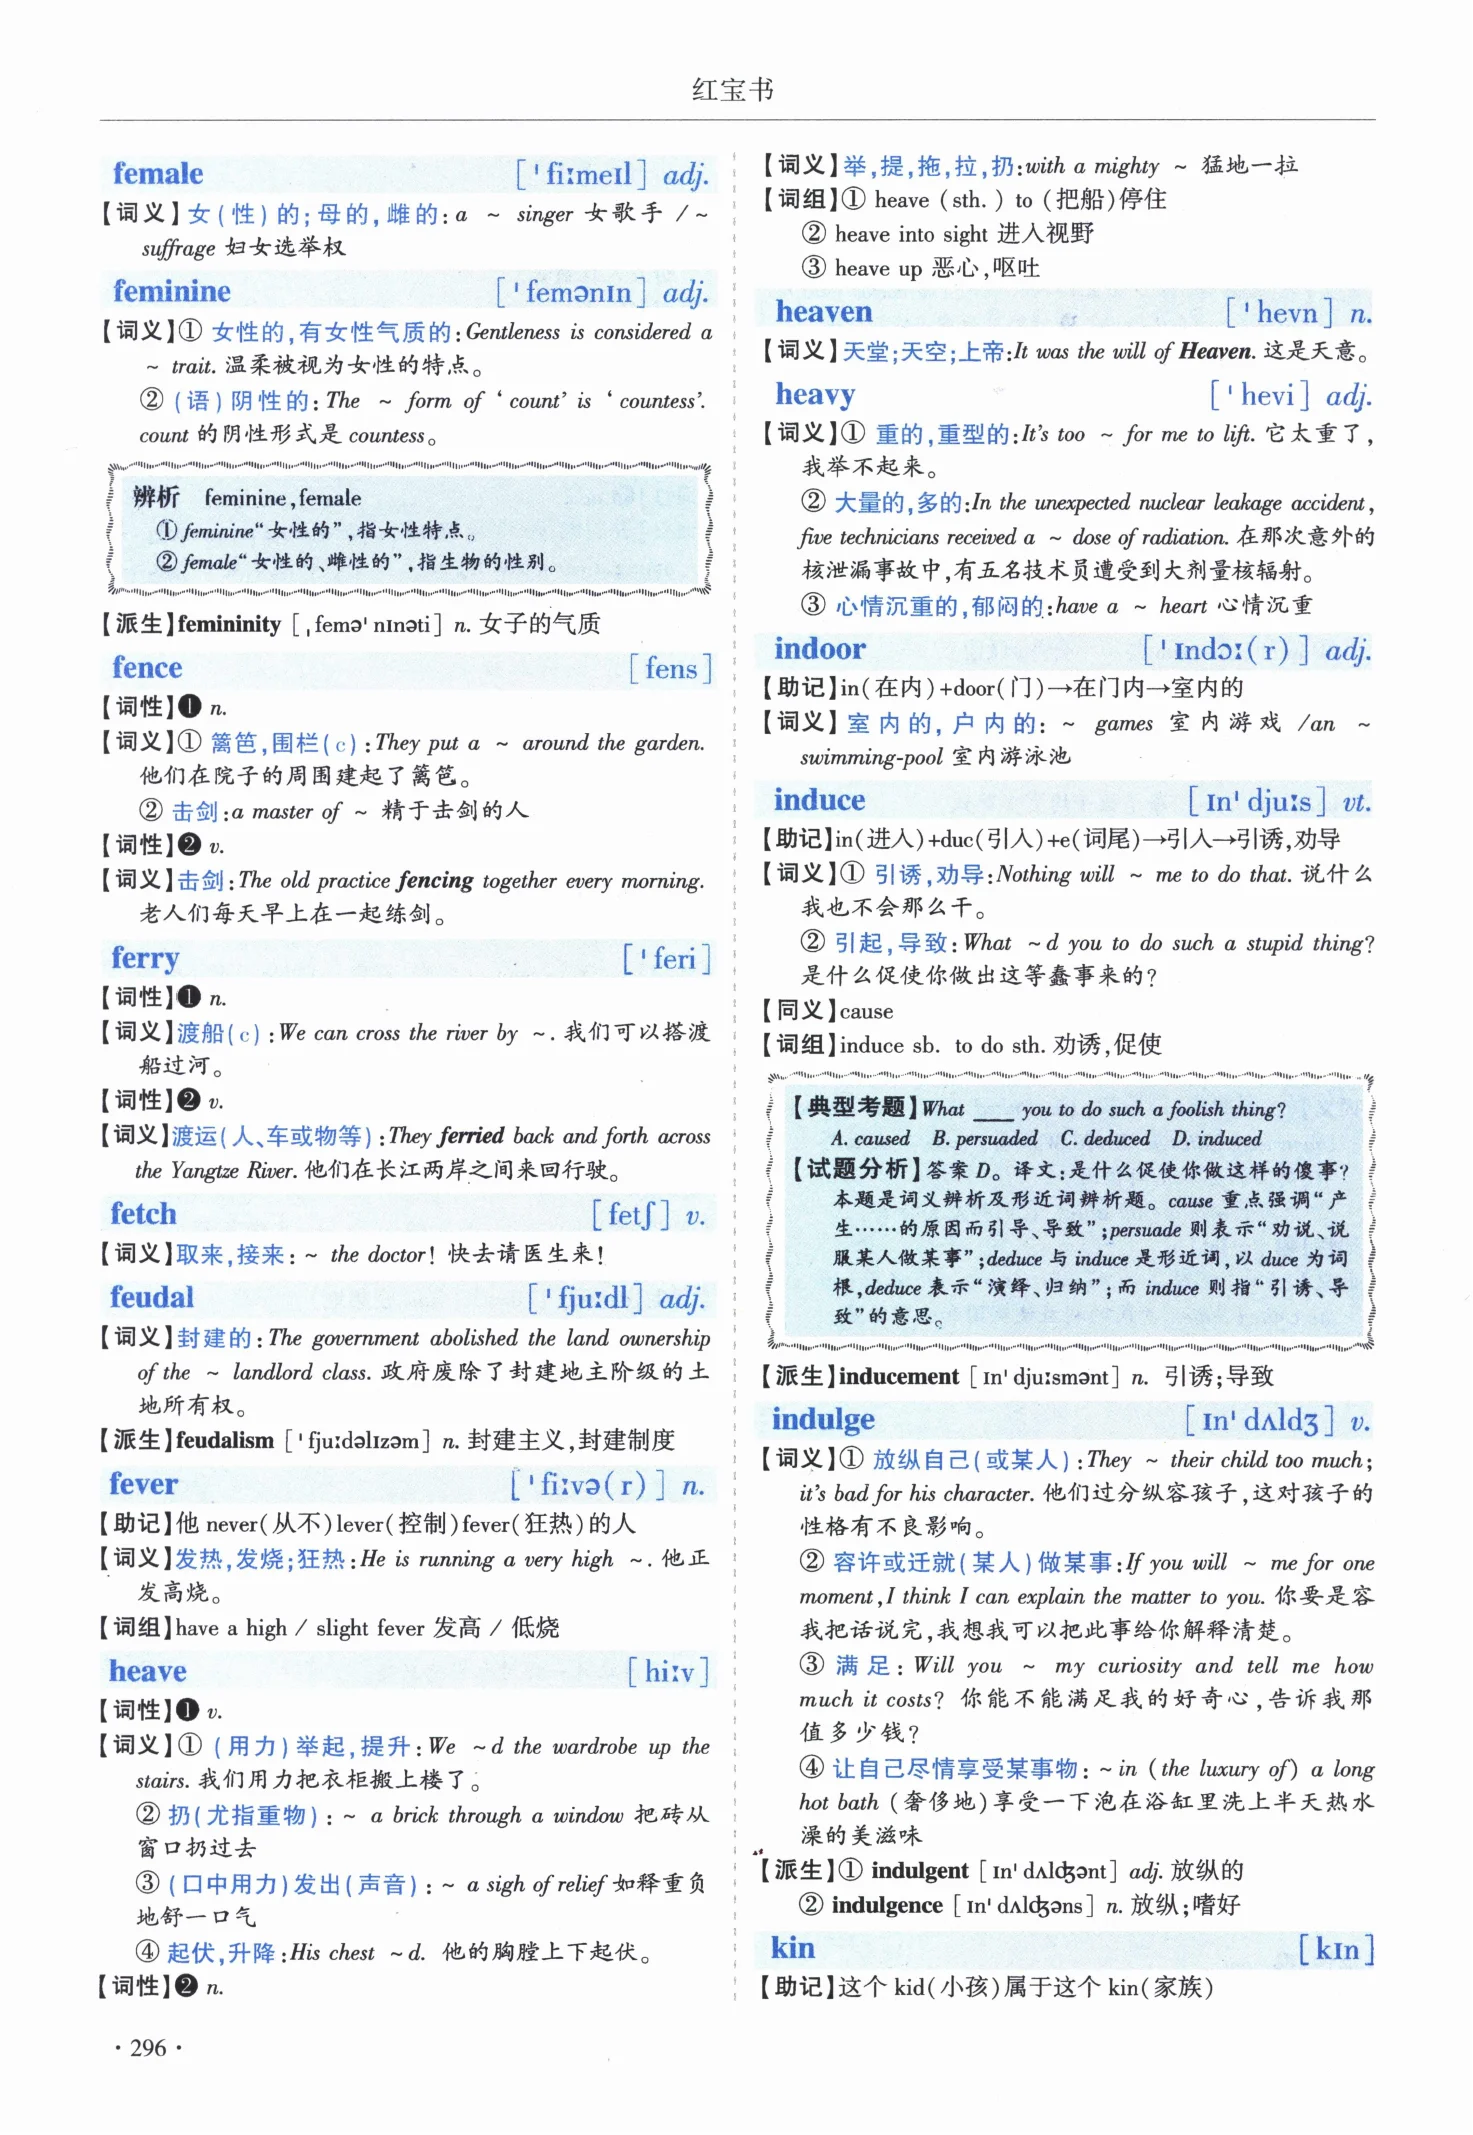 红宝书
female ['fiːmeɪl] adj.
【词义】女(性)的;母的,雌的:a ~ singer 女歌手 / ~
suffrage 妇女选举权
feminine ['femənɪn] adj.
【词义】① 女性的,有女性气质的:Gentleness is considered a
~ trait. 温柔被视为女性的特点。
② (语)阴性的:The ~ form of ‘count’ is ‘countess’.
count 的阴性形式是 countess。
辨析 feminine,female
① feminine“女性的”,指女性特点。
② female“女性的、雌性的”,指生物的性别。
【派生】femininity [ˌfemə'nɪnəti] n. 女子的气质
fence [fens]
【词性】❶ n.
【词义】① 篱笆,围栏(c):They put a ~ around the garden.
他们在院子的周围建起了篱笆。
② 击剑:a master of ~ 精于击剑的人
【词性】❷ v.
【词义】击剑:The old practice fencing together every morning.
老人们每天早上在一起练剑。
ferry ['feri]
【词性】❶ n.
【词义】渡船(c):We can cross the river by ~. 我们可以搭渡
船过河。
【词性】❷ v.
【词义】渡运(人、车或物等):They ferried back and forth across
the Yangtze River. 他们在长江两岸之间来回行驶。
fetch [fetʃ] v.
【词义】取来,接来:~ the doctor! 快去请医生来!
feudal ['fjuːdl] adj.
【词义】封建的:The government abolished the land ownership
of the ~ landlord class. 政府废除了封建地主阶级的土
地所有权。
【派生】feudalism ['fjuːdəlɪzəm] n. 封建主义,封建制度
fever ['fiːvə(r)] n.
【助记】他 never(从不)lever(控制)fever(狂热)的人
【词义】发热,发烧;狂热:He is running a very high ~. 他正
发高烧。
【词组】have a high / slight fever 发高 / 低烧
heave [hiːv]
【词性】❶ v.
【词义】① (用力)举起,提升:We ~d the wardrobe up the
stairs. 我们用力把衣柜搬上楼了。
② 扔(尤指重物):~ a brick through a window 把砖从
窗口扔过去
③ (口中用力)发出(声音):~ a sigh of relief 如释重负
地舒一口气
④ 起伏,升降:His chest ~d. 他的胸膛上下起伏。
【词性】❷ n.
【词义】举,提,拖,拉,扔:with a mighty ~ 猛地一拉
【词组】① heave (sth.) to (把船)停住
② heave into sight 进入视野
③ heave up 恶心,呕吐
heaven ['hevn] n.
【词义】天堂;天空;上帝:It was the will of Heaven. 这是天意。
heavy ['hevi] adj.
【词义】① 重的,重型的:It's too ~ for me to lift. 它太重了,
我举不起来。
② 大量的,多的:In the unexpected nuclear leakage accident,
five technicians received a ~ dose of radiation. 在那次意外的
核泄漏事故中,有五名技术员遭受到大剂量核辐射。
③ 心情沉重的,郁闷的:have a ~ heart 心情沉重
indoor ['ɪndɔː(r)] adj.
【助记】in(在内)+door(门)→在门内→室内的
【词义】室内的,户内的: ~ games 室内游戏 /an ~
swimming-pool 室内游泳池
induce [ɪn'djuːs] vt.
【助记】in(进入)+duc(引入)+e(词尾)→引入→引诱,劝导
【词义】① 引诱,劝导:Nothing will ~ me to do that. 说什么
我也不会那么干。
② 引起,导致:What ~d you to do such a stupid thing?
是什么促使你做出这等蠢事来的?
【同义】cause
【词组】induce sb. to do sth. 劝诱,促使
【典型考题】What ___ you to do such a foolish thing?
A. caused B. persuaded C. deduced D. induced
【试题分析】答案 D。译文:是什么促使你做这样的傻事?
本题是词义辨析及形近词辨析题。cause 重点强调“产
生……的原因而引导、导致”;persuade 则表示“劝说、说
服某人做某事”;deduce 与 induce 是形近词,以 duce 为词
根,deduce 表示“演绎、归纳”;而 induce 则指“引诱、导
致”的意思。
【派生】inducement [ɪn'djuːsmənt] n. 引诱;导致
indulge [ɪn'dʌldʒ] v.
【词义】① 放纵自己(或某人):They ~ their child too much;
it's bad for his character. 他们过分纵容孩子,这对孩子的
性格有不良影响。
② 容许或迁就(某人)做某事:If you will ~ me for one
moment,I think I can explain the matter to you. 你要是容
我把话说完,我想我可以把此事给你解释清楚。
③ 满足:Will you ~ my curiosity and tell me how
much it costs? 你能不能满足我的好奇心,告诉我那
值多少钱?
④ 让自己尽情享受某事物:~ in (the luxury of) a long
hot bath (奢侈地)享受一下泡在浴缸里洗上半天热水
澡的美滋味
【派生】① indulgent [ɪn'dʌldʒənt] adj. 放纵的
② indulgence [ɪn'dʌldʒəns] n. 放纵;嗜好
kin [kɪn]
【助记】这个 kid(小孩)属于这个 kin(家族)
· 296 ·